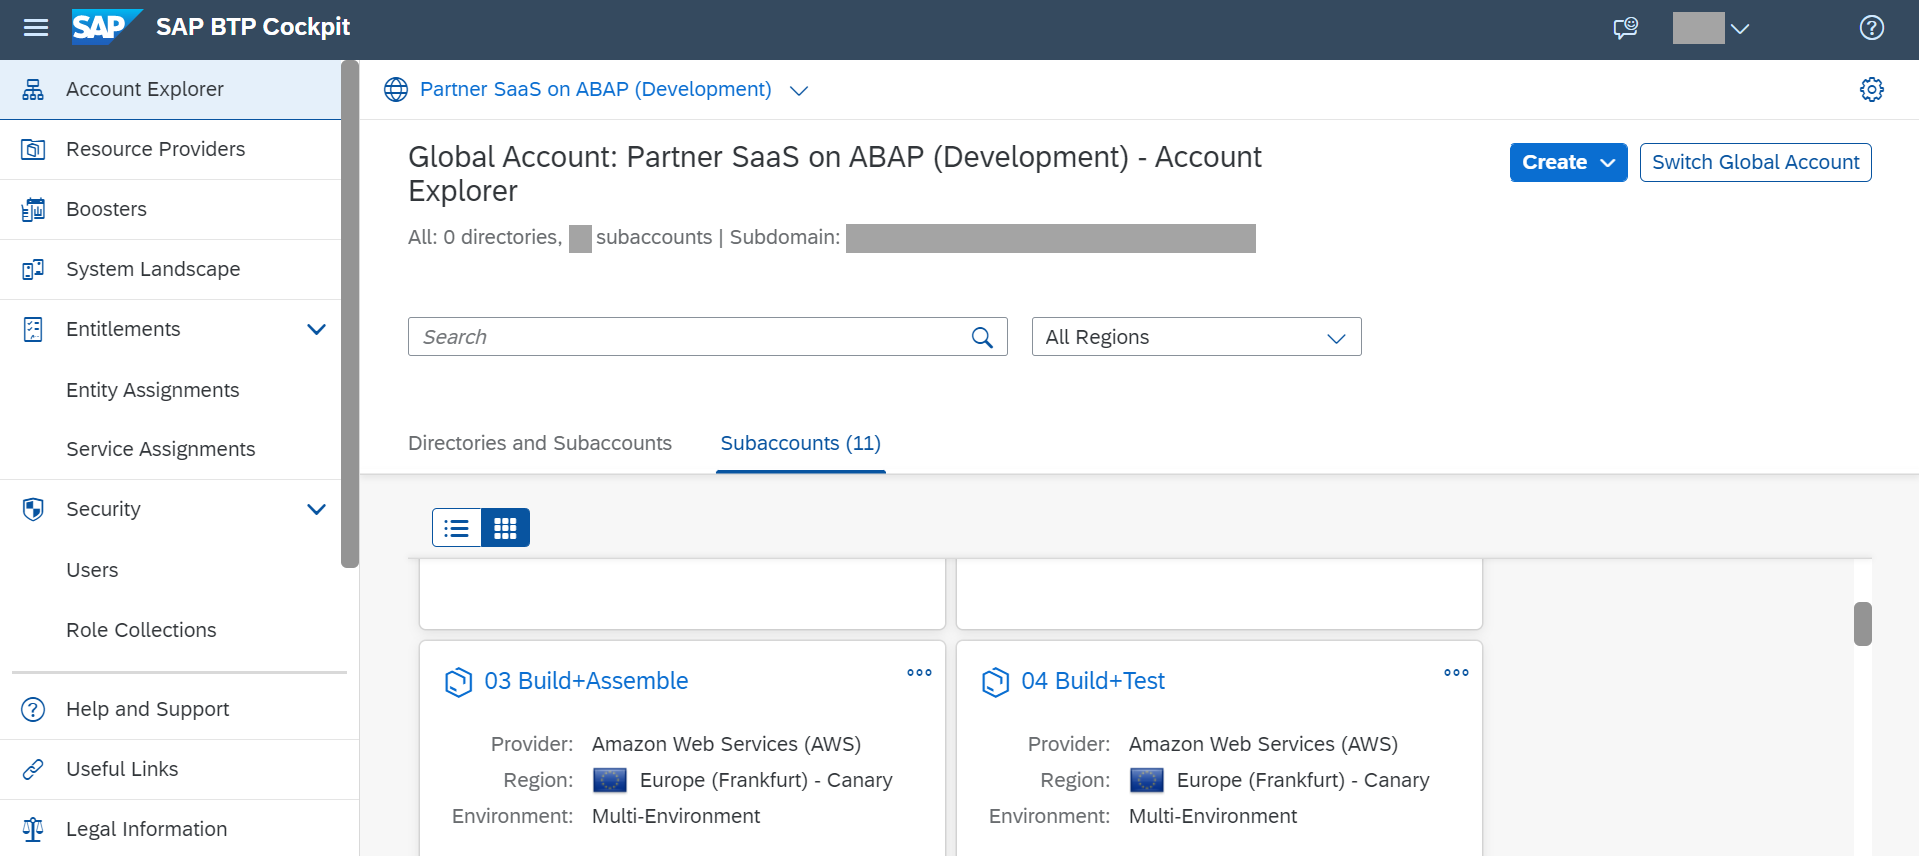 SAP SAP BTP Cockpit
Account Explorer
Resource Providers
Boosters
System Landscape
Entitlements
Entity Assignments
Service Assignments
Security
Users
Role Collections
Help and Support
Useful Links
Legal Information
Partner SaaS on ABAP (Development)
Global Account: Partner SaaS on ABAP (Development) - Account
Explorer
Create
Switch Global Account
All: 0 directories, subaccounts | Subdomain:
Search
All Regions
Directories and Subaccounts
Subaccounts (11)
03 Build+Assemble
Provider: Amazon Web Services (AWS)
Region: Europe (Frankfurt) - Canary
Environment: Multi-Environment
04 Build+Test
Provider: Amazon Web Services (AWS)
Region: Europe (Frankfurt) - Canary
Environment: Multi-Environment